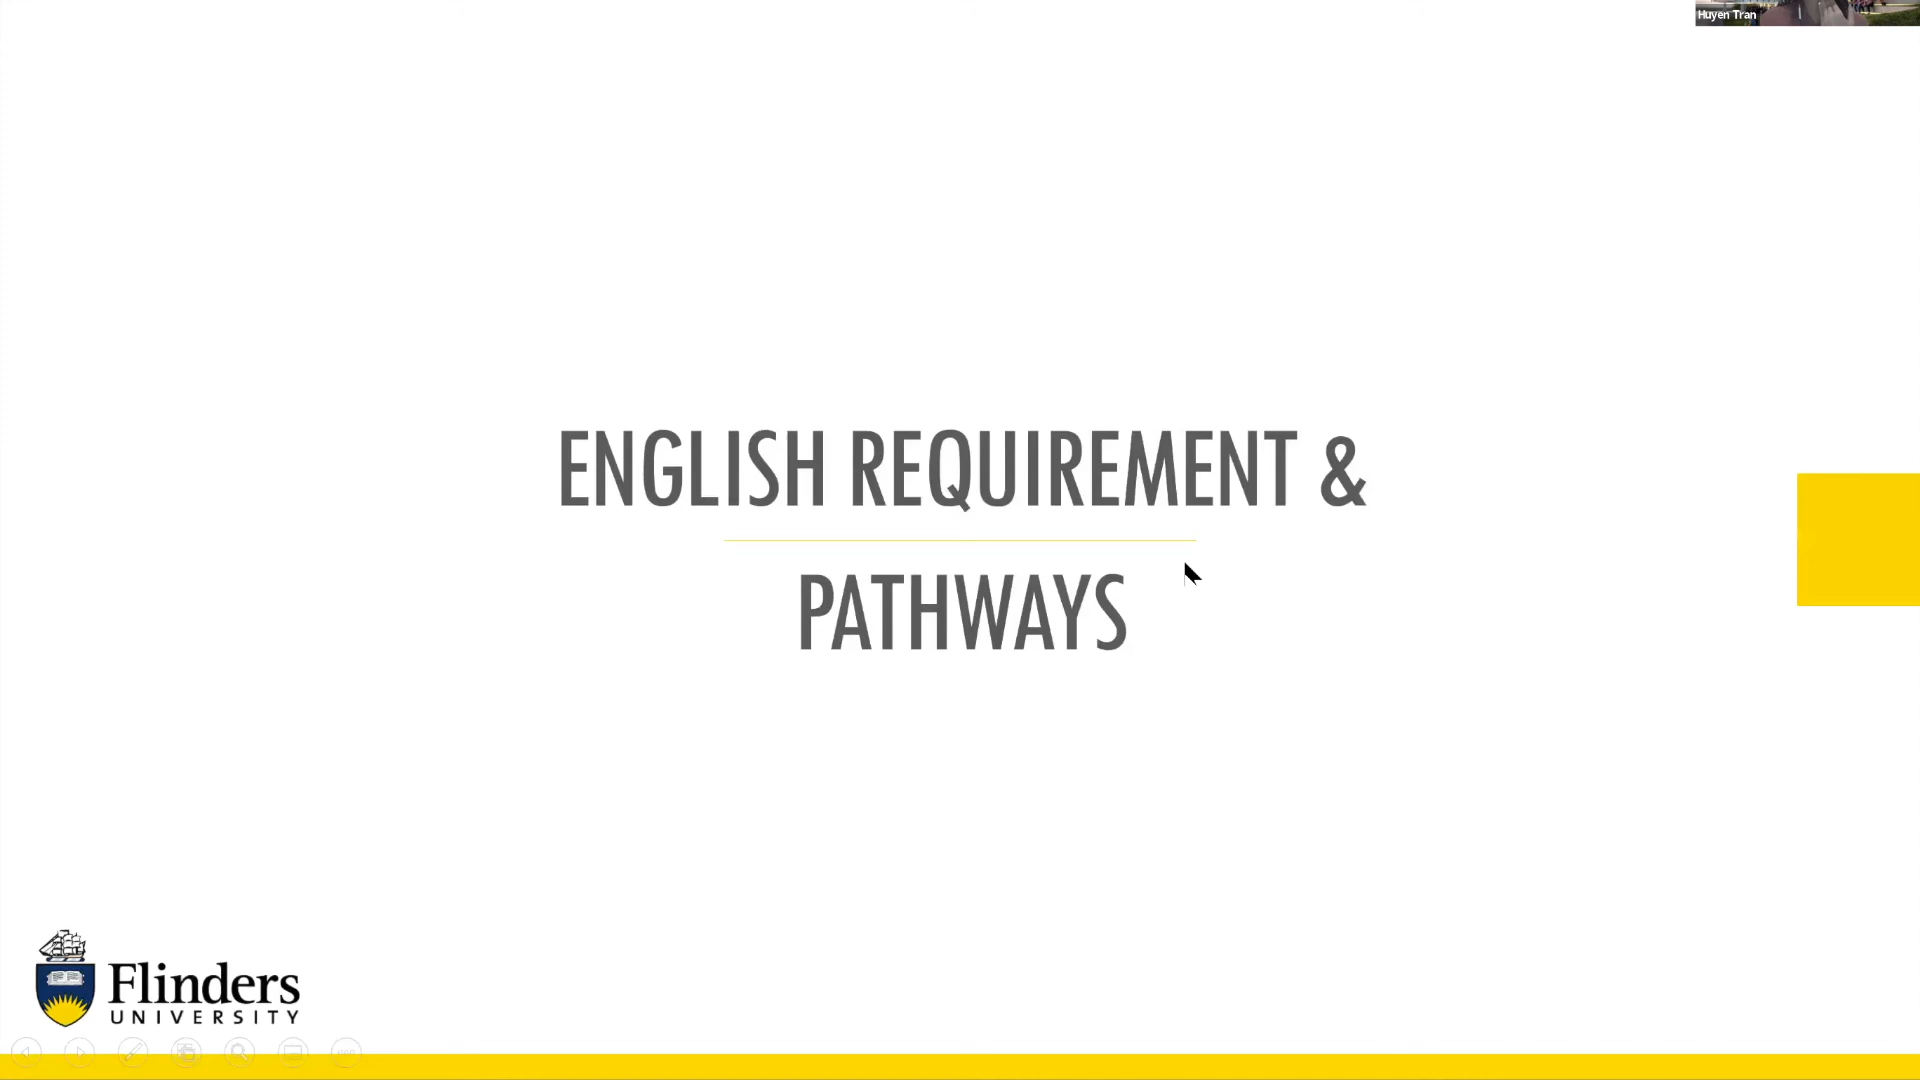 Huyen Tran
ENGLISH REQUIREMENT &
PATHWAYS
Flinders
UNIVERSITY